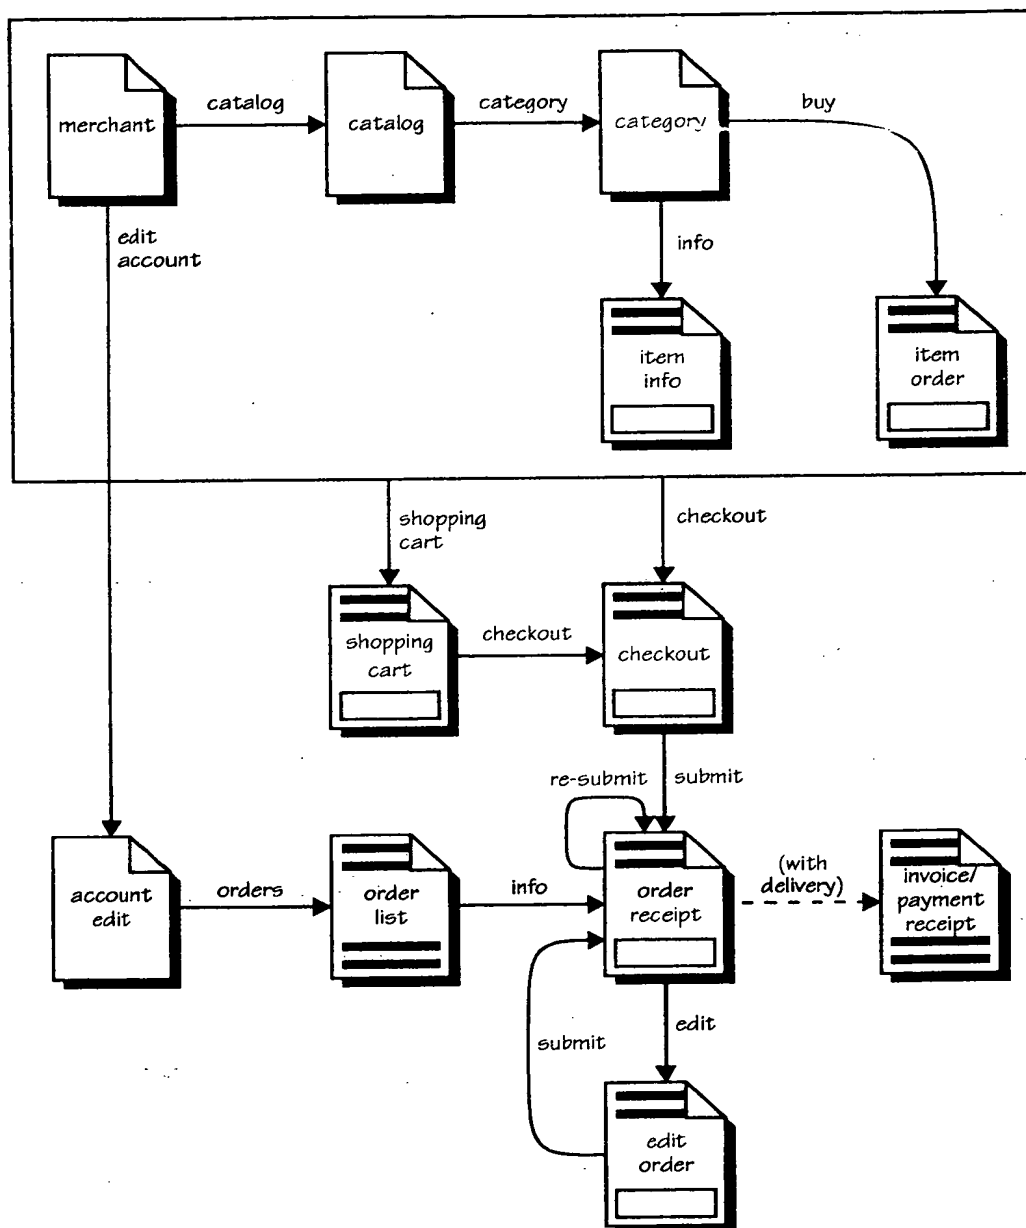 catalog
category
buy
merchant
catalog
category
edit
account
info
item
info
item
order
shopping
cart
checkout
shopping
cart
checkout
checkout
re-submit
submit
account
edit
orders
order
list
info
order
receipt
(with
delivery)
invoice/
payment
receipt
submit
edit
edit
order